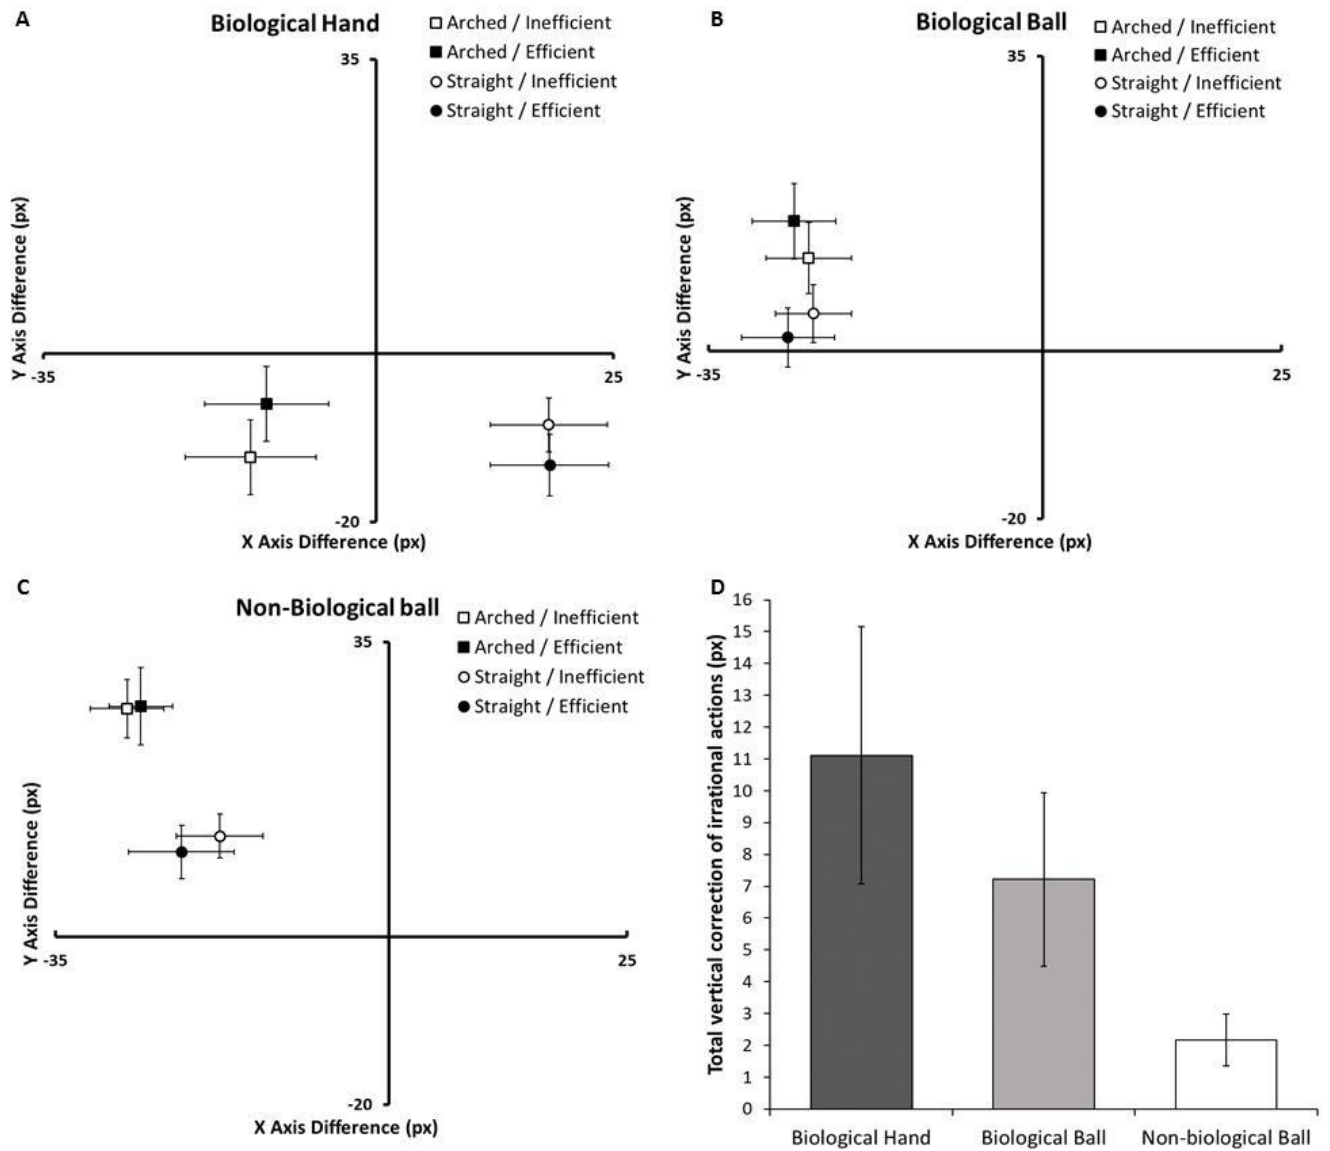 A
Biological Hand
Arched / Inefficient
Arched / Efficient
Straight / Inefficient
Straight / Efficient
35
Y Axis Difference (px)
-35
25
-20
X Axis Difference (px)
B
Biological Ball
Arched / Inefficient
Arched / Efficient
Straight / Inefficient
Straight / Efficient
35
Y Axis Difference (px)
-35
25
-20
X Axis Difference (px)
C
Non-Biological ball
Arched / Inefficient
Arched / Efficient
Straight / Inefficient
Straight / Efficient
35
Y Axis Difference (px)
-35
25
-20
X Axis Difference (px)
D
Total vertical correction of irrational actions (px)
16
15
14
13
12
11
10
9
8
7
6
5
4
3
2
1
0
Biological Hand
Biological Ball
Non-biological Ball